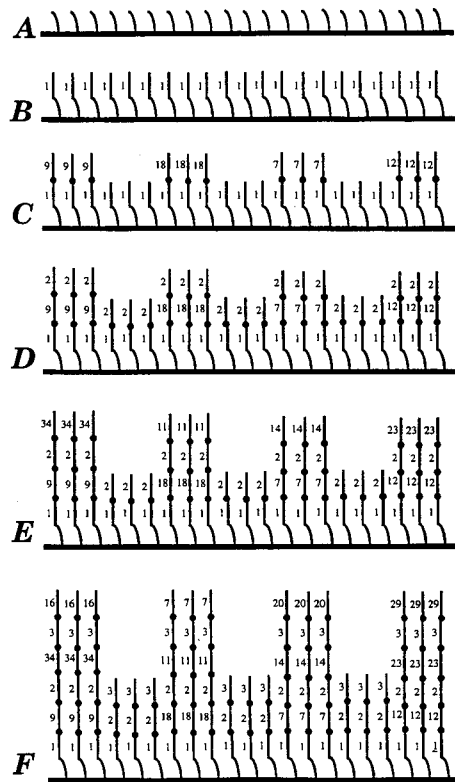 A
1 1 1 1 1 1 1 1 1 1 1 1 1 1 1 1 1 1 1 1 1
B
9 9 9 18 18 18 7 7 7 12 12 12
1 1 1 1 1 1 1 1 1 1 1 1 1 1 1 1 1 1 1 1 1
C
2 2 2 2 2 2 2 2 2 2 2 2
9 9 9 2 2 2 18 18 18 2 2 2 7 7 7 2 2 2 12 12 12
1 1 1 1 1 1 1 1 1 1 1 1 1 1 1 1 1 1 1 1 1
D
34 34 34 11 11 11 14 14 14 23 23 23
2 2 2 2 2 2 2 2 2 2 2 2
9 9 9 2 2 2 18 18 18 2 2 2 7 7 7 2 2 2 12 12 12
1 1 1 1 1 1 1 1 1 1 1 1 1 1 1 1 1 1 1 1 1
E
16 16 16 7 7 7 20 20 20 29 29 29
3 3 3 3 3 3 3 3 3 3 3 3
34 34 34 11 11 11 14 14 14 23 23 23
2 2 2 3 3 3 2 2 2 3 3 3 2 2 2 3 3 3 2 2 2
9 9 9 2 2 2 18 18 18 2 2 2 7 7 7 2 2 2 12 12 12
1 1 1 1 1 1 1 1 1 1 1 1 1 1 1 1 1 1 1 1 1
F